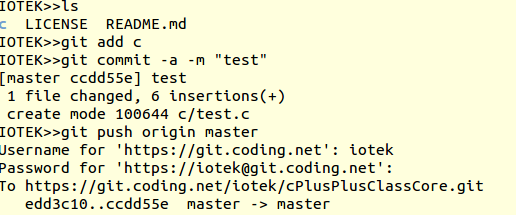 IOTEK>>ls
c  LICENSE  README.md
IOTEK>>git add c
IOTEK>>git commit -a -m "test"
[master ccdd55e] test
 1 file changed, 6 insertions(+)
 create mode 100644 c/test.c
IOTEK>>git push origin master
Username for 'https://git.coding.net': iotek
Password for 'https://iotek@git.coding.net':
To https://git.coding.net/iotek/cPlusPlusClassCore.git
   edd3c10..ccdd55e  master -> master